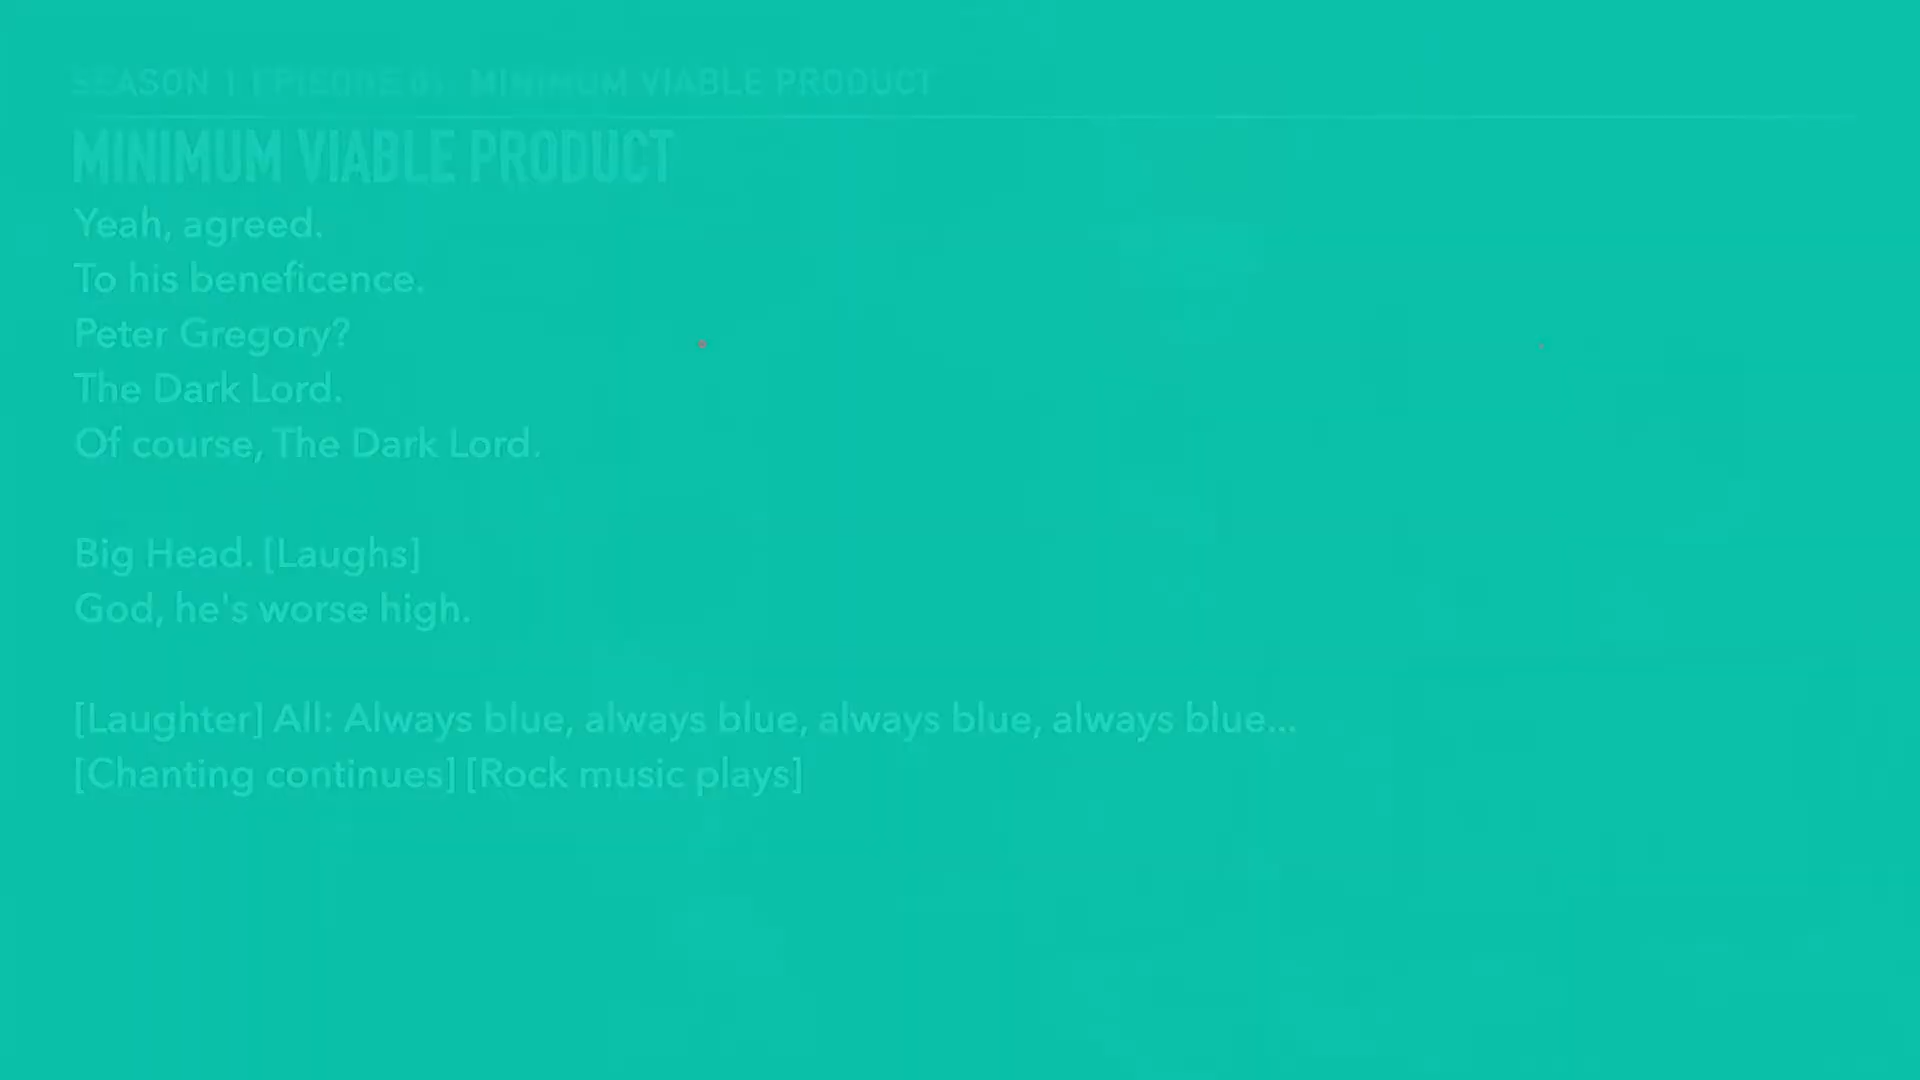 SEASON 1 EPISODE 01: MINIMUM VIABLE PRODUCT
MINIMUM VIABLE PRODUCT
Yeah, agreed.
To his beneficence.
Peter Gregory?
The Dark Lord.
Of course, The Dark Lord.
Big Head. [Laughs]
God, he's worse high.
[Laughter] All: Always blue, always blue, always blue, always blue...
[Chanting continues] [Rock music plays]